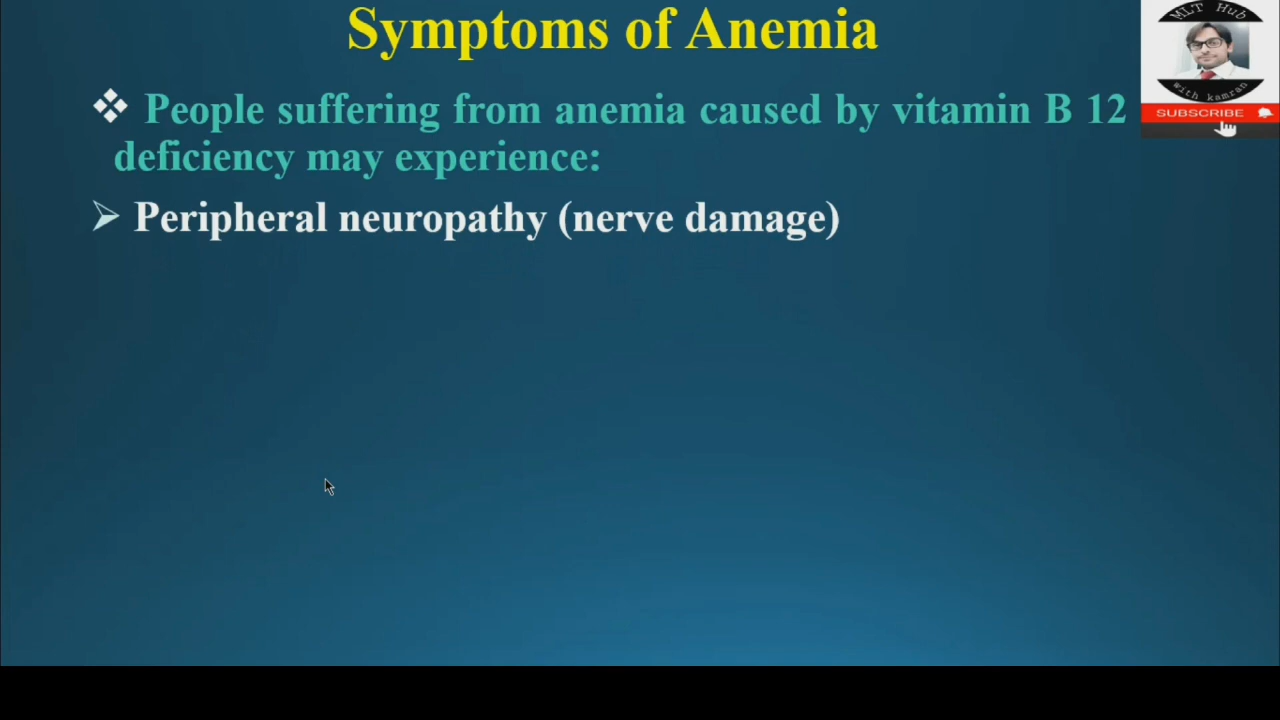 Symptoms of Anemia
MLT Hub
with kamran
SUBSCRIBE
❖ People suffering from anemia caused by vitamin B 12
deficiency may experience:
➢ Peripheral neuropathy (nerve damage)